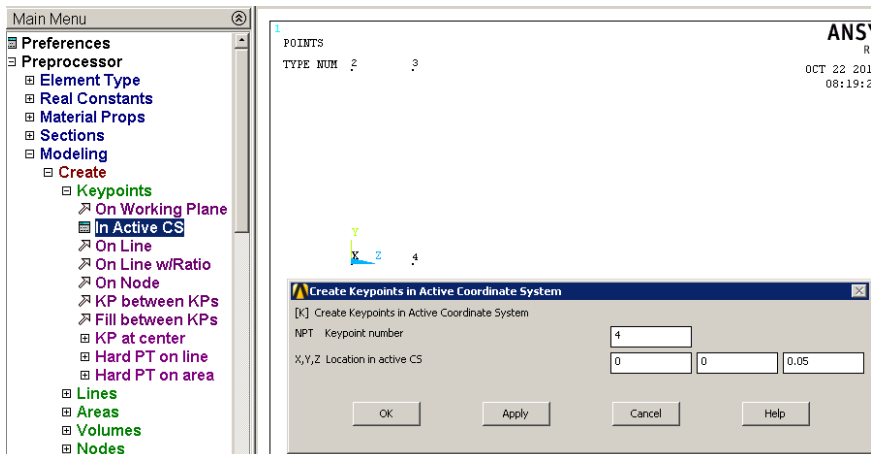 Main Menu
Preferences
Preprocessor
Element Type
Real Constants
Material Props
Sections
Modeling
Create
Keypoints
On Working Plane
In Active CS
On Line
On Line w/Ratio
On Node
KP between KPs
Fill between KPs
KP at center
Hard PT on line
Hard PT on area
Lines
Areas
Volumes
Nodes
1
POINTS
TYPE NUM
2
3
ANSY
R
OCT 22 201
08:19:2
Y
X Z
4
Create Keypoints in Active Coordinate System
[K] Create Keypoints in Active Coordinate System
NPT Keypoint number 4
X,Y,Z Location in active CS 0 0 0.05
OK Apply Cancel Help